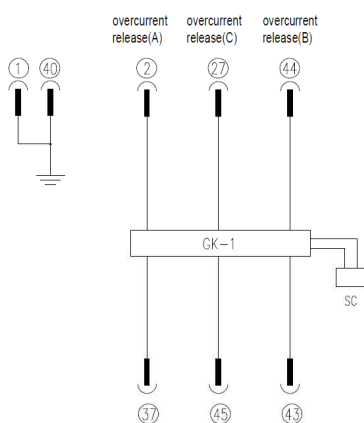 overcurrent overcurrent overcurrent
release(A) release(C) release(B)
1 40 2 27 44
GK-1
SC
37 45 43